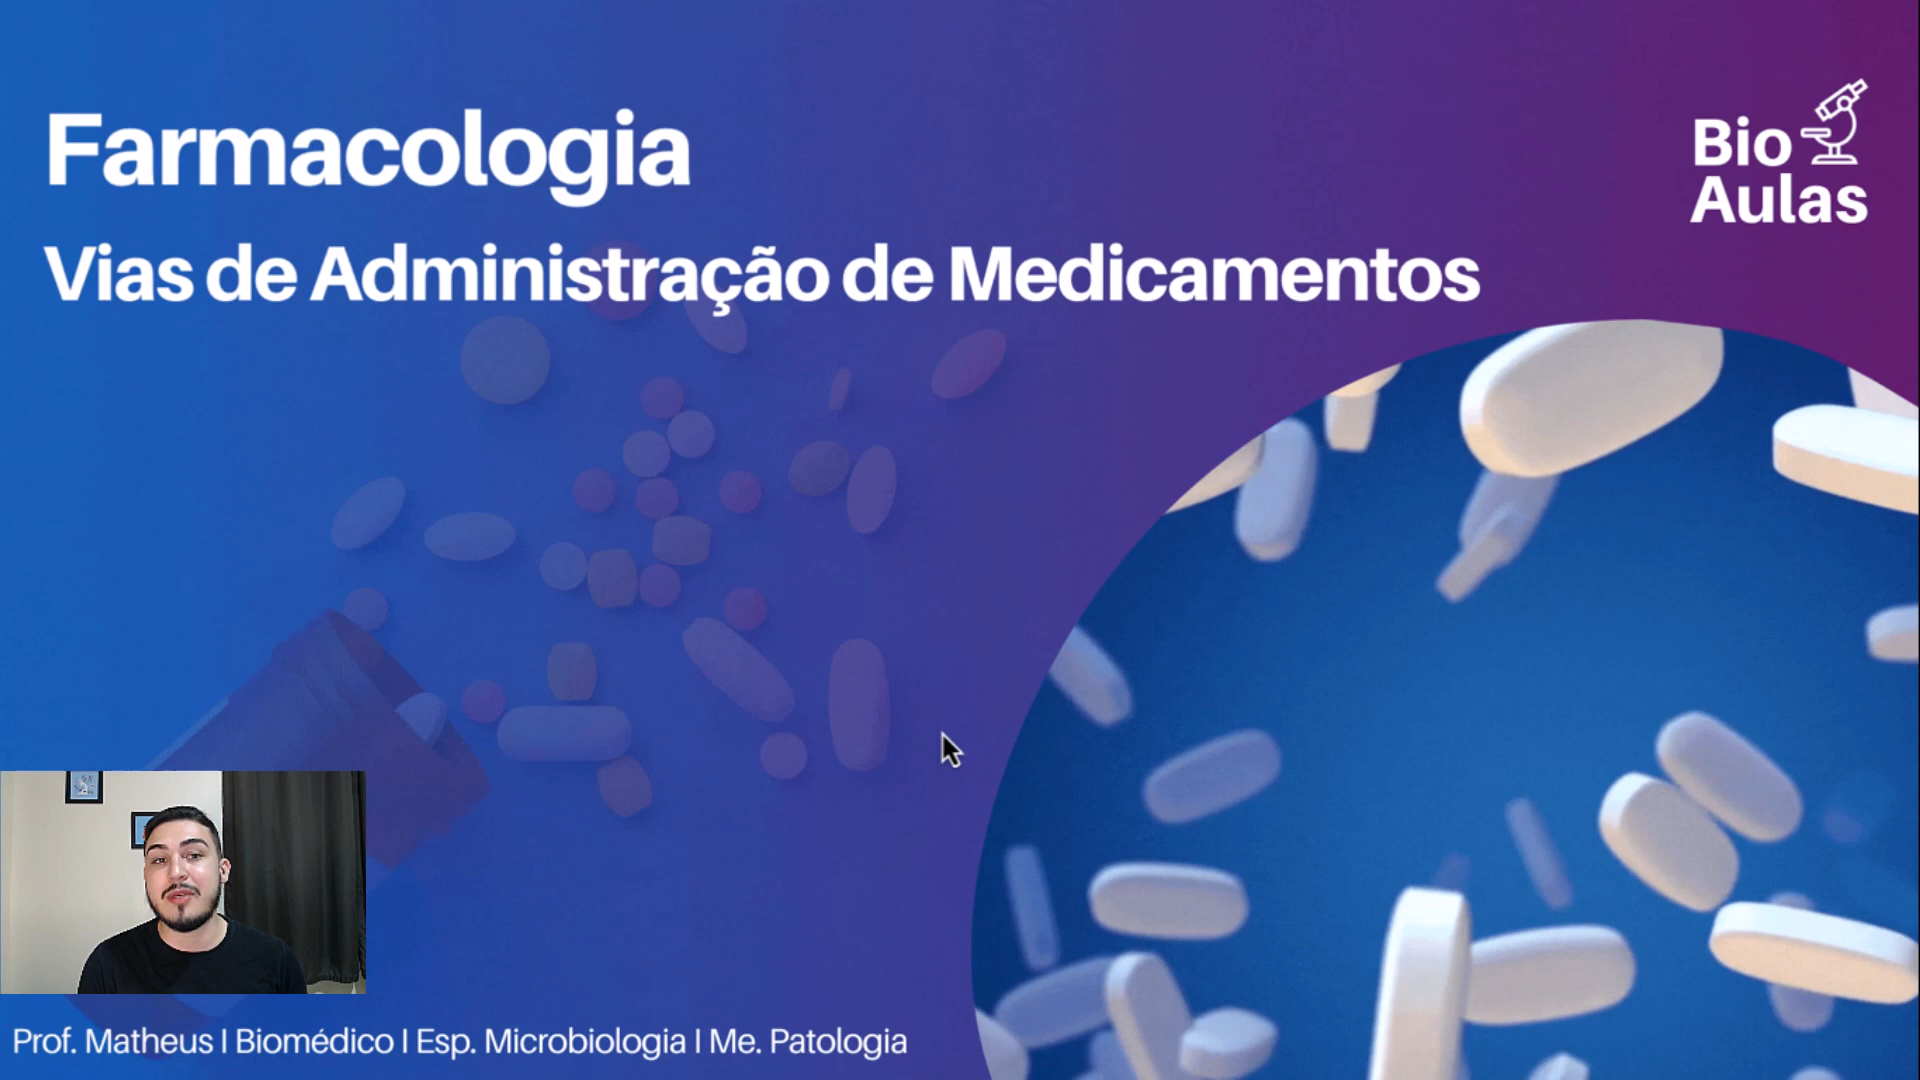 Farmacologia
Vias de Administração de Medicamentos
Bio
Aulas
Prof. Matheus | Biomédico | Esp. Microbiologia | Me. Patologia